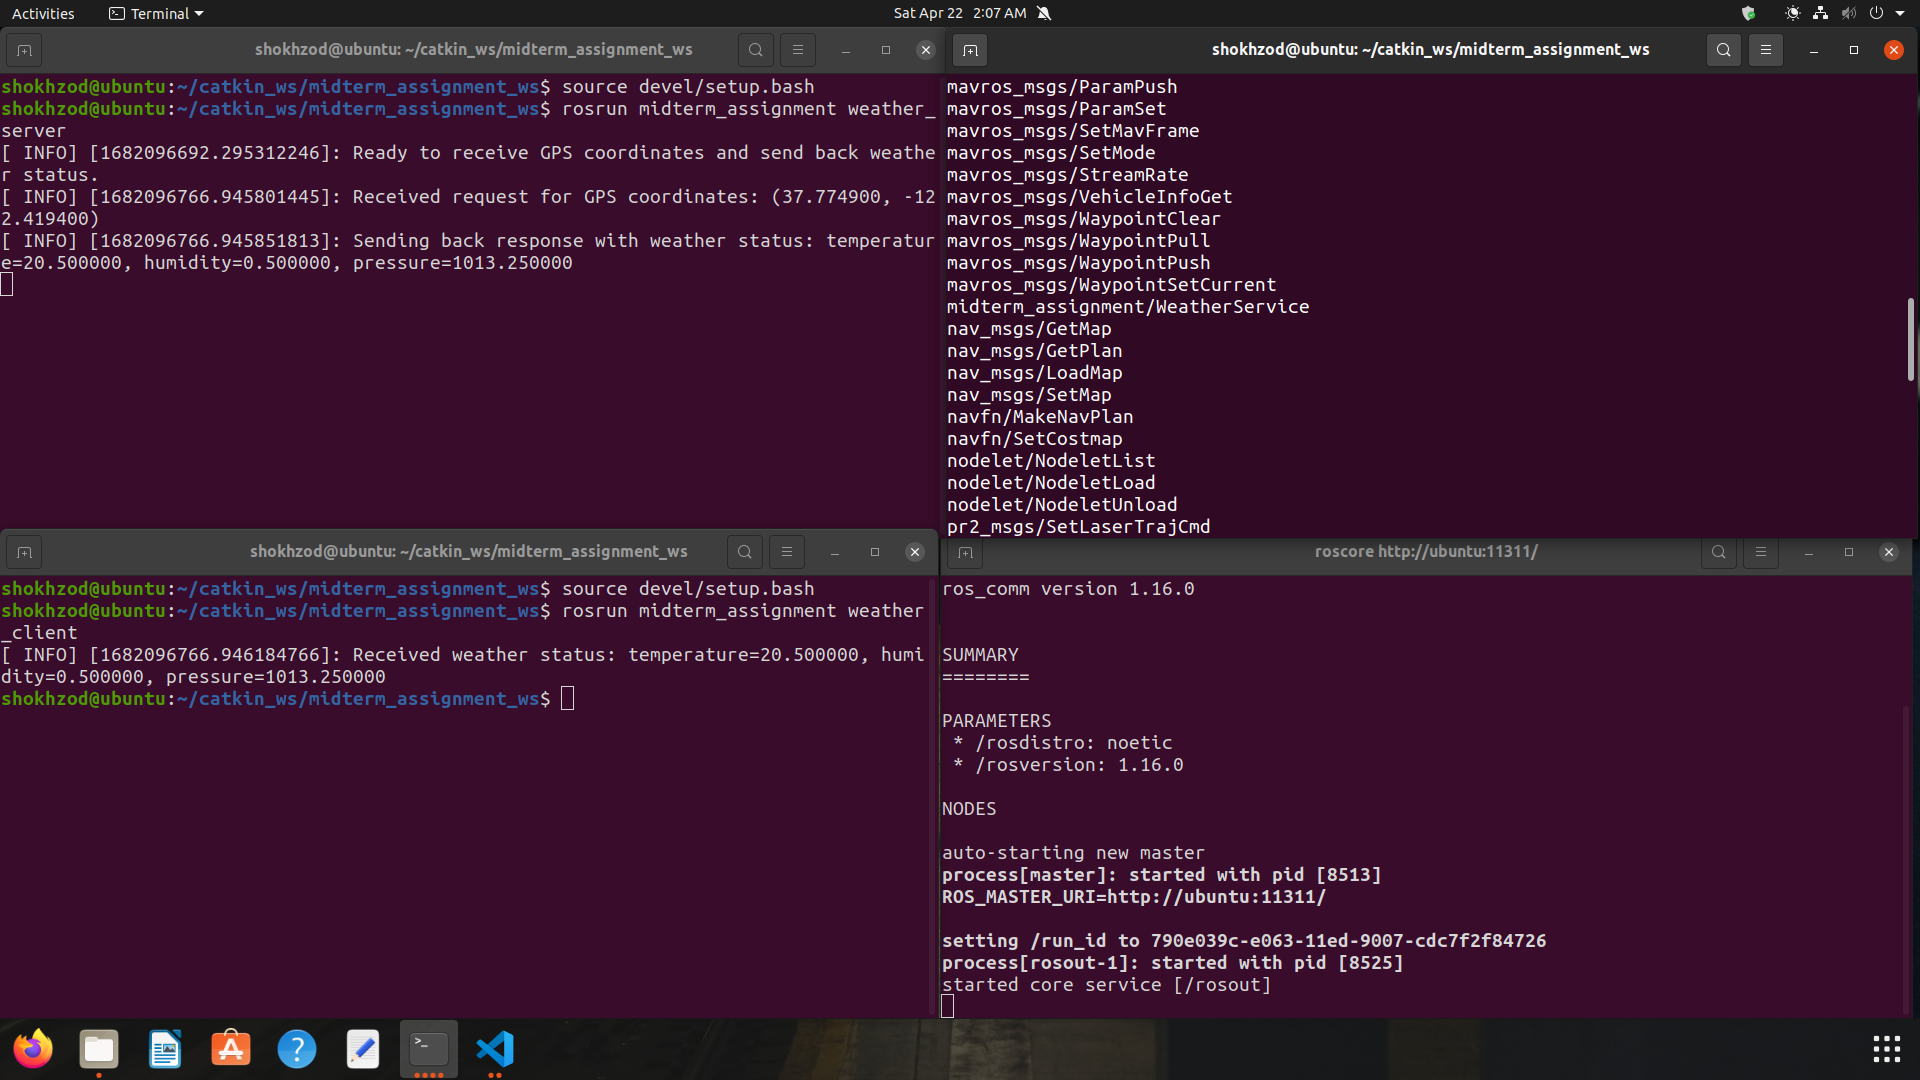 Activities
Terminal
Sat Apr 22 2:07 AM
shokhzod@ubuntu: ~/catkin_ws/midterm_assignment_ws
shokhzod@ubuntu:~/catkin_ws/midterm_assignment_ws$ source devel/setup.bash
shokhzod@ubuntu:~/catkin_ws/midterm_assignment_ws$ rosrun midterm_assignment weather_
server
[ INFO] [1682096692.295312246]: Ready to receive GPS coordinates and send back weathe
r status.
[ INFO] [1682096766.945801445]: Received request for GPS coordinates: (37.774900, -12
2.419400)
[ INFO] [1682096766.945851813]: Sending back response with weather status: temperatur
e=20.500000, humidity=0.500000, pressure=1013.250000
shokhzod@ubuntu: ~/catkin_ws/midterm_assignment_ws
mavros_msgs/ParamPush
mavros_msgs/ParamSet
mavros_msgs/SetMavFrame
mavros_msgs/SetMode
mavros_msgs/StreamRate
mavros_msgs/VehicleInfoGet
mavros_msgs/WaypointClear
mavros_msgs/WaypointPull
mavros_msgs/WaypointPush
mavros_msgs/WaypointSetCurrent
midterm_assignment/WeatherService
nav_msgs/GetMap
nav_msgs/GetPlan
nav_msgs/LoadMap
nav_msgs/SetMap
navfn/MakeNavPlan
navfn/SetCostmap
nodelet/NodeletList
nodelet/NodeletLoad
nodelet/NodeletUnload
pr2_msgs/SetLaserTrajCmd
shokhzod@ubuntu: ~/catkin_ws/midterm_assignment_ws
shokhzod@ubuntu:~/catkin_ws/midterm_assignment_ws$ source devel/setup.bash
shokhzod@ubuntu:~/catkin_ws/midterm_assignment_ws$ rosrun midterm_assignment weather
_client
[ INFO] [1682096766.946184766]: Received weather status: temperature=20.500000, humi
dity=0.500000, pressure=1013.250000
shokhzod@ubuntu:~/catkin_ws/midterm_assignment_ws$
roscore http://ubuntu:11311/
ros_comm version 1.16.0
SUMMARY
========
PARAMETERS
* /rosdistro: noetic
* /rosversion: 1.16.0
NODES
auto-starting new master
process[master]: started with pid [8513]
ROS_MASTER_URI=http://ubuntu:11311/
setting /run_id to 790e039c-e063-11ed-9007-cdc7f2f84726
process[rosout-1]: started with pid [8525]
started core service [/rosout]